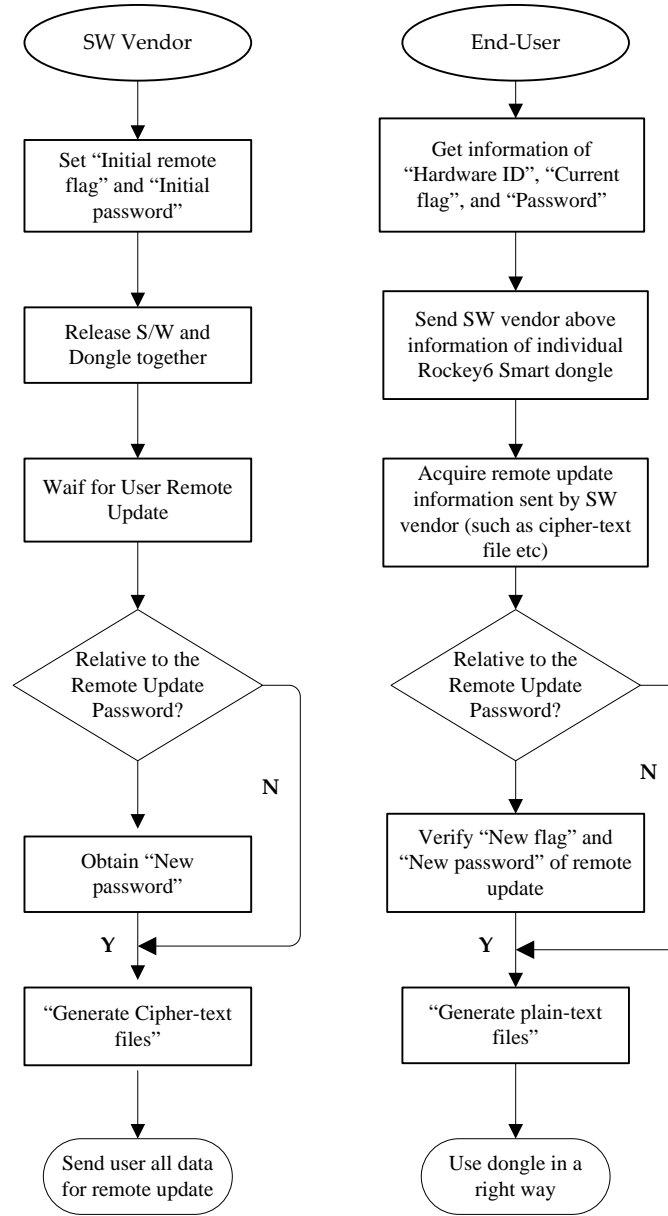 SW Vendor
Set “Initial remote
flag” and “Initial
password”
Release S/W and
Dongle together
Waif for User Remote
Update
Relative to the
Remote Update
Password?
N
Obtain “New
password”
Y
“Generate Cipher-text
files”
Send user all data
for remote update
End-User
Get information of
“Hardware ID”, “Current
flag”, and “Password”
Send SW vendor above
information of individual
Rockey6 Smart dongle
Acquire remote update
information sent by SW
vendor (such as cipher-text
file etc)
Relative to the
Remote Update
Password?
N
Verify “New flag” and
“New password” of remote
update
Y
“Generate plain-text
files”
Use dongle in a
right way